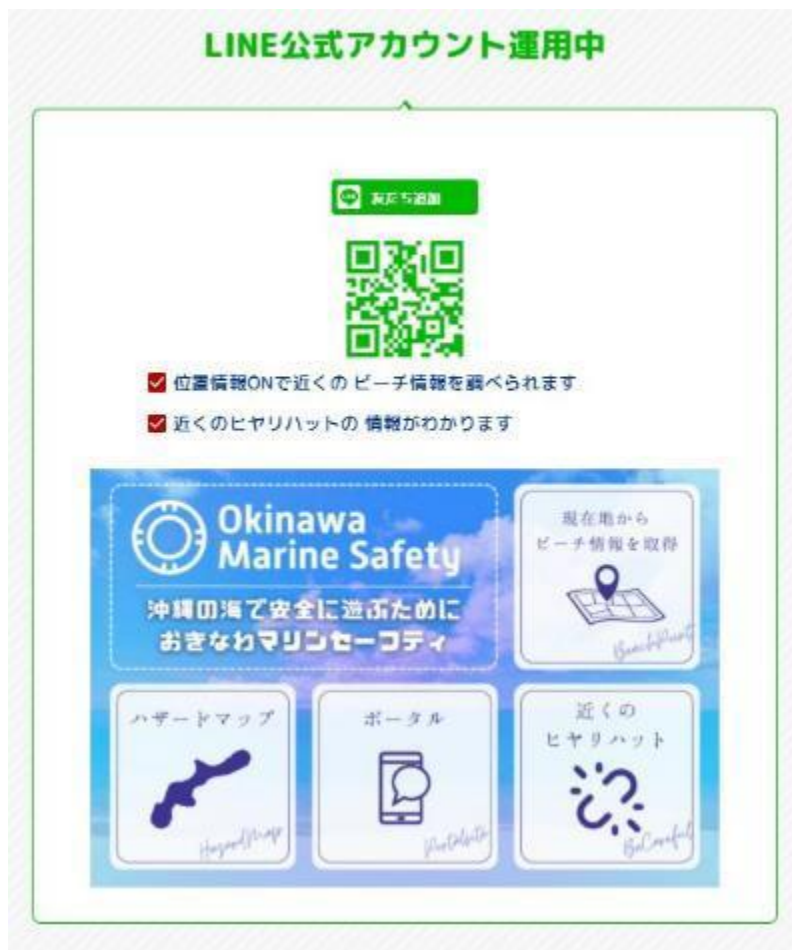 LINE公式アカウント運用中
友だち追加
位置情報ONで近くの ビーチ情報を調べられます
近くのヒヤリハットの 情報がわかります
Okinawa
Marine Safety
沖縄の海で安全に遊ぶために
おきなわマリンセーフティ
現在地から
ビーチ情報を取得
BeachPoint
ハザードマップ
HazardMap
ポータル
Portalsite
近くの
ヒヤリハット
BeCareful